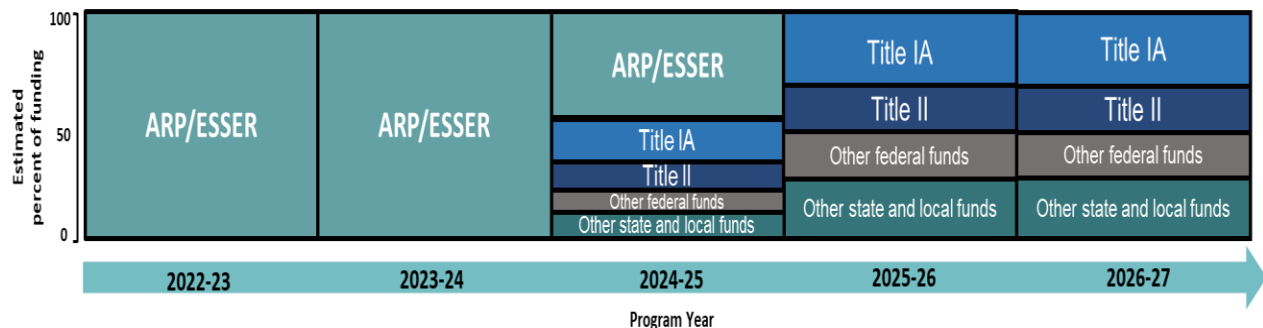 Estimated
percent of funding
100
50
0
ARP/ESSER
ARP/ESSER
ARP/ESSER
Title IA
Title II
Other federal funds
Other state and local funds
Title IA
Title II
Other federal funds
Other state and local funds
Title IA
Title II
Other federal funds
Other state and local funds
2022-23
2023-24
2024-25
2025-26
2026-27
Program Year